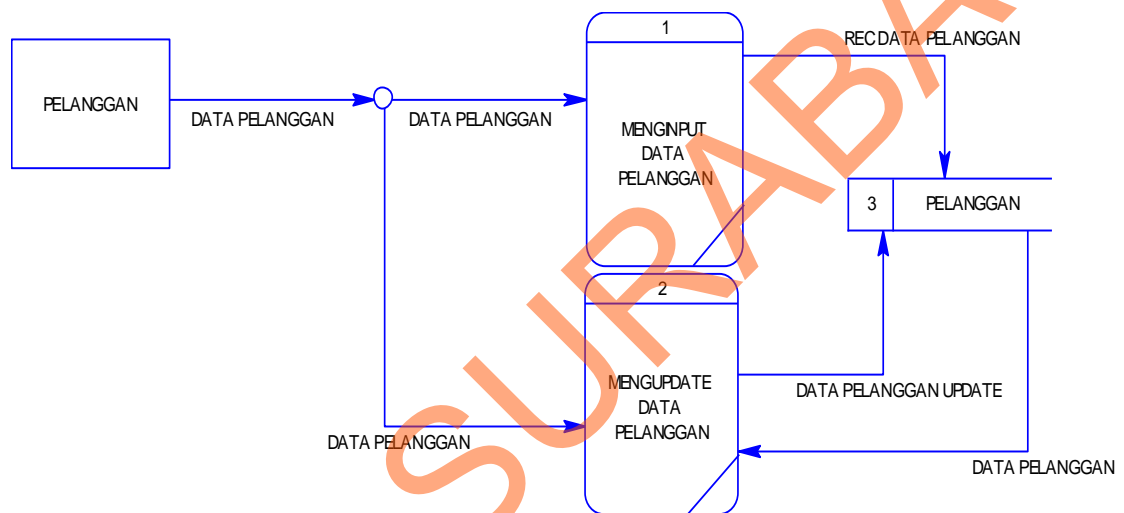 1
REC DATA PELANGGAN
PELANGGAN
DATA PELANGGAN
DATA PELANGGAN
MENGINPUT
DATA
PELANGGAN
3
PELANGGAN
2
MENGUPDATE
DATA
PELANGGAN
DATA PELANGGAN UPDATE
DATA PELANGGAN
DATA PELANGGAN
SURABA